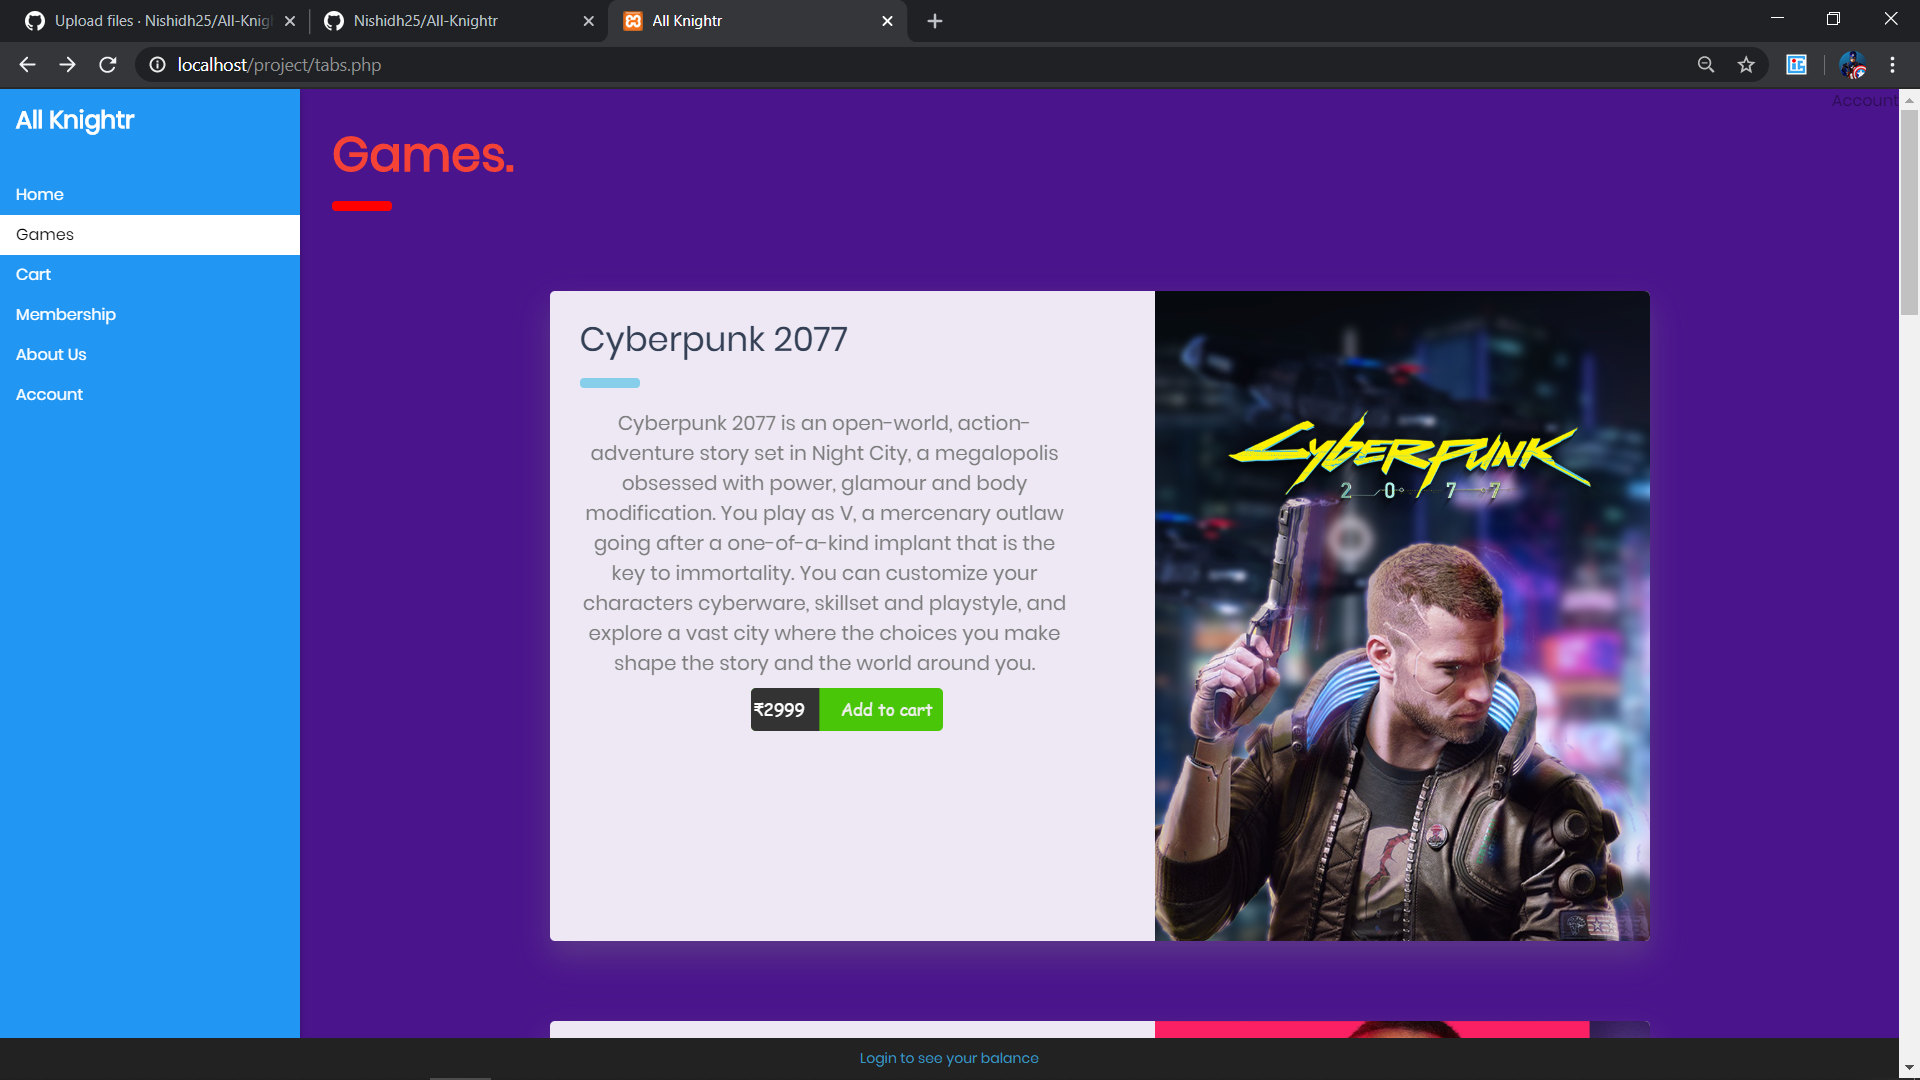 Upload files · Nishidh25/All-Knigh
Nishidh25/All-Knightr
All Knightr
localhost/project/tabs.php
All Knightr
Account
Games.
Home
Games
Cart
Membership
About Us
Account
Cyberpunk 2077
Cyberpunk 2077 is an open-world, action-
adventure story set in Night City, a megalopolis
obsessed with power, glamour and body
modification. You play as V, a mercenary outlaw
going after a one-of-a-kind implant that is the
key to immortality. You can customize your
characters cyberware, skillset and playstyle, and
explore a vast city where the choices you make
shape the story and the world around you.
₹2999 Add to cart
CYBERPUNK
2077
Login to see your balance